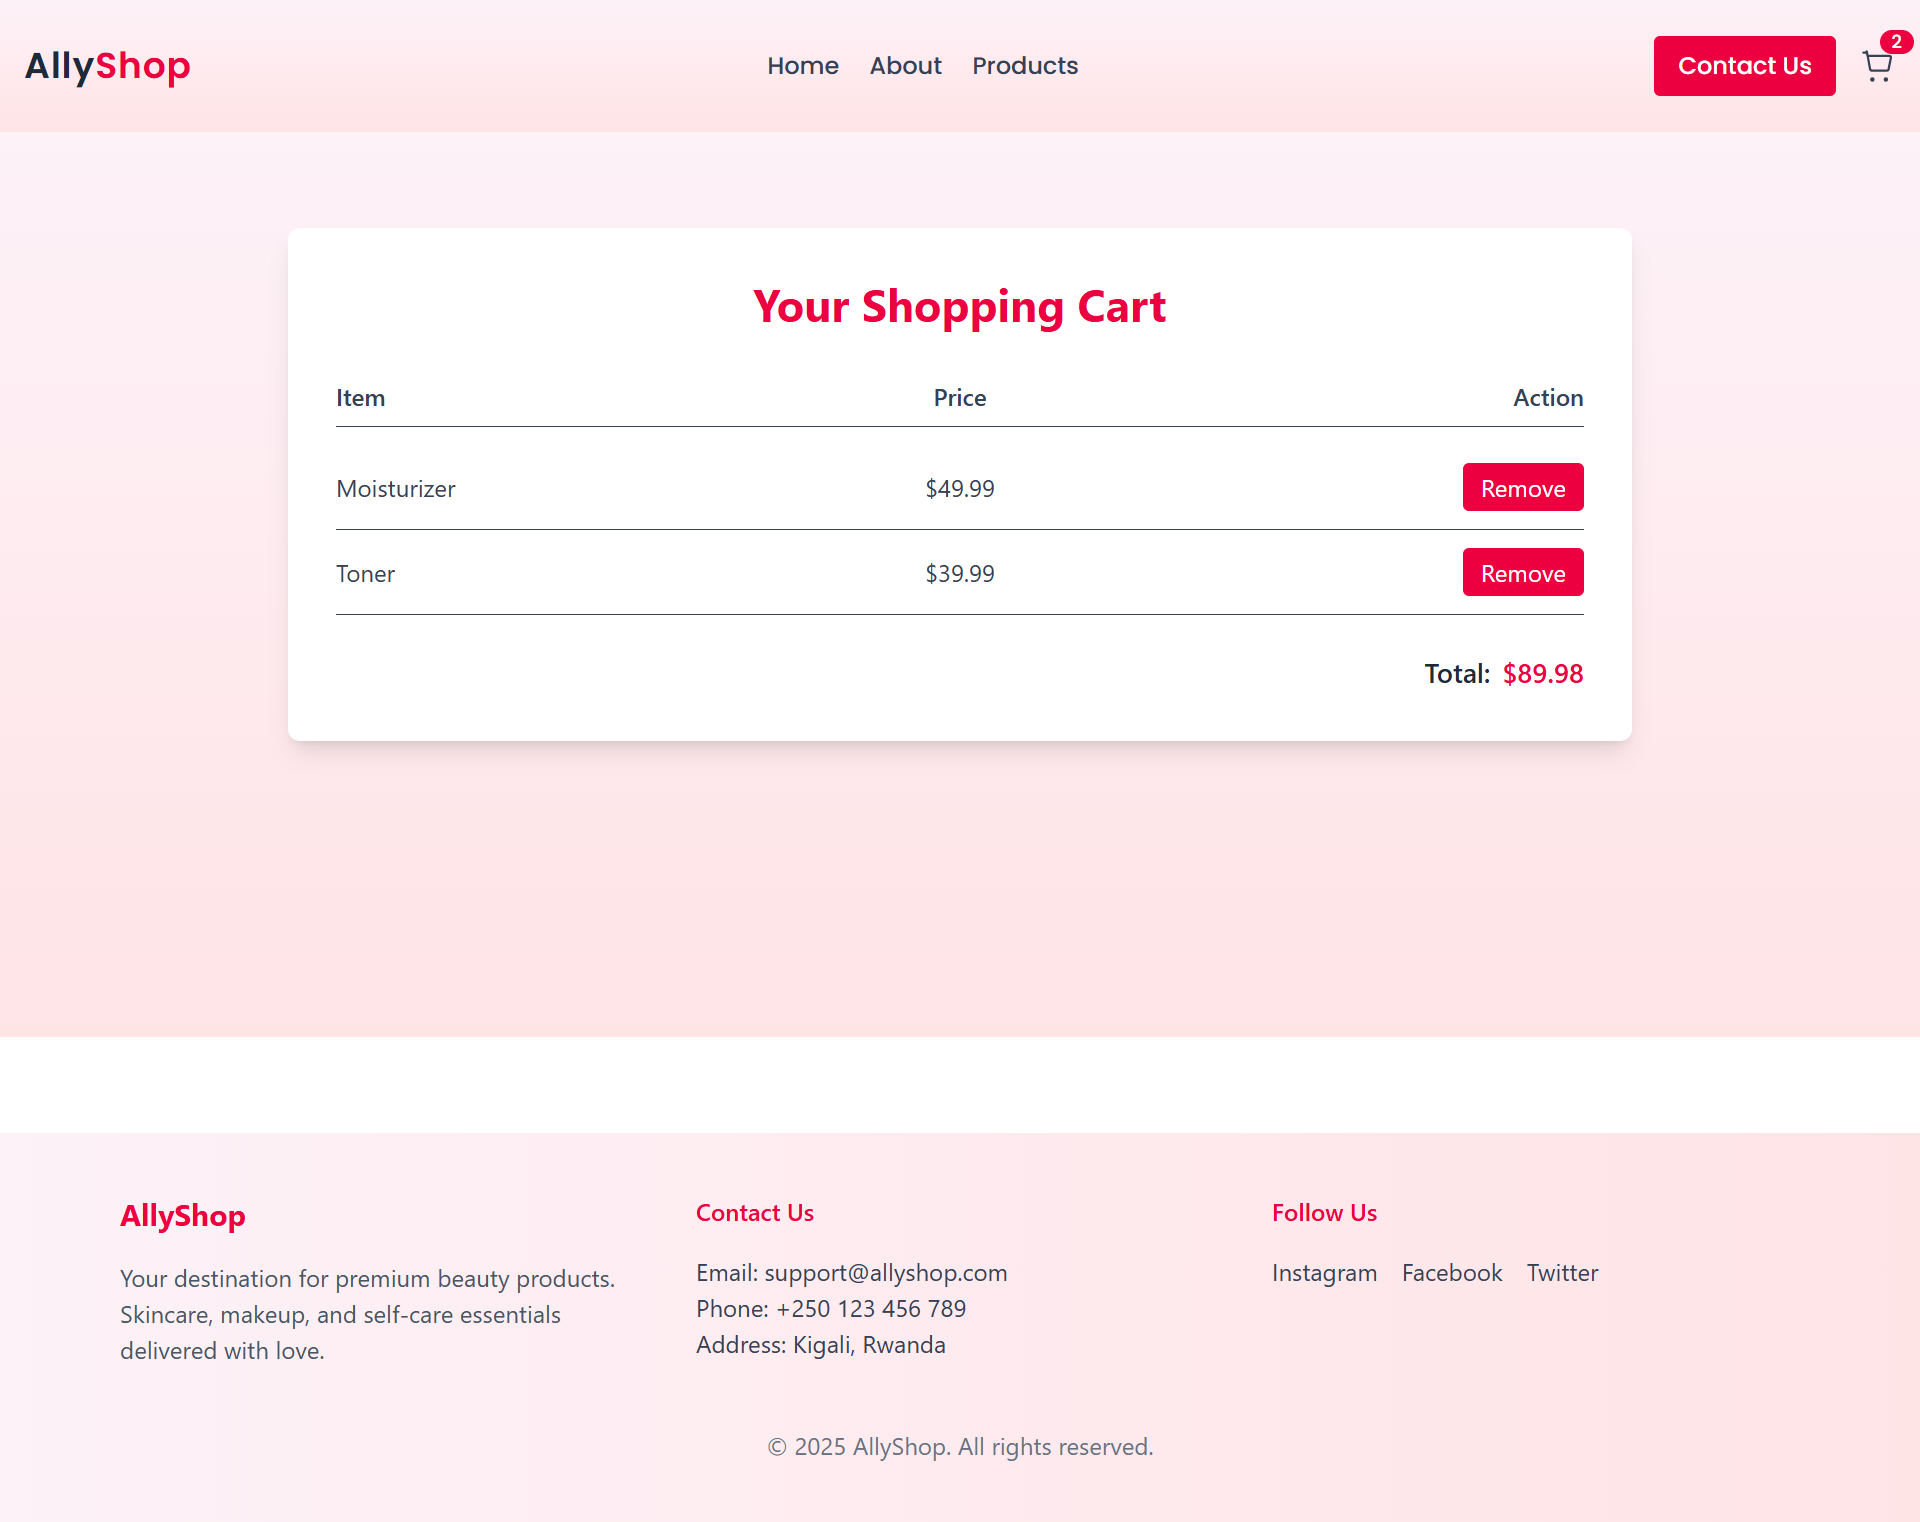 AllyShop
Home About Products
Contact Us
2
Your Shopping Cart
Item Price Action
Moisturizer $49.99 Remove
Toner $39.99 Remove
Total: $89.98
AllyShop
Your destination for premium beauty products.
Skincare, makeup, and self-care essentials
delivered with love.
Contact Us
Email: support@allyshop.com
Phone: +250 123 456 789
Address: Kigali, Rwanda
Follow Us
Instagram Facebook Twitter
© 2025 AllyShop. All rights reserved.